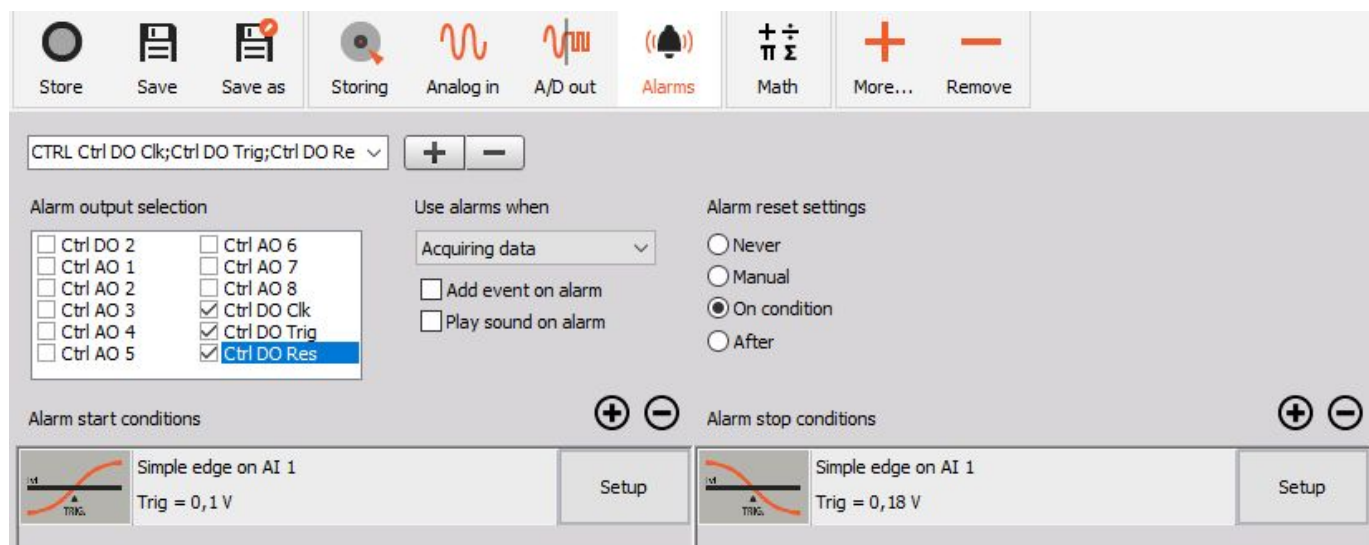 Store Save Save as Storing Analog in A/D out Alarms Math More... Remove
CTRL Ctrl DO Clk;Ctrl DO Trig;Ctrl DO Re
Alarm output selection
Ctrl DO 2
Ctrl AO 1
Ctrl AO 2
Ctrl AO 3
Ctrl AO 4
Ctrl AO 5
Ctrl AO 6
Ctrl AO 7
Ctrl AO 8
Ctrl DO Clk
Ctrl DO Trig
Ctrl DO Res
Use alarms when
Acquiring data
Add event on alarm
Play sound on alarm
Alarm reset settings
Never
Manual
On condition
After
Alarm start conditions
Simple edge on AI 1
Trig = 0,1 V
TRIG.
Setup
Alarm stop conditions
Simple edge on AI 1
Trig = 0,18 V
TRIG.
Setup